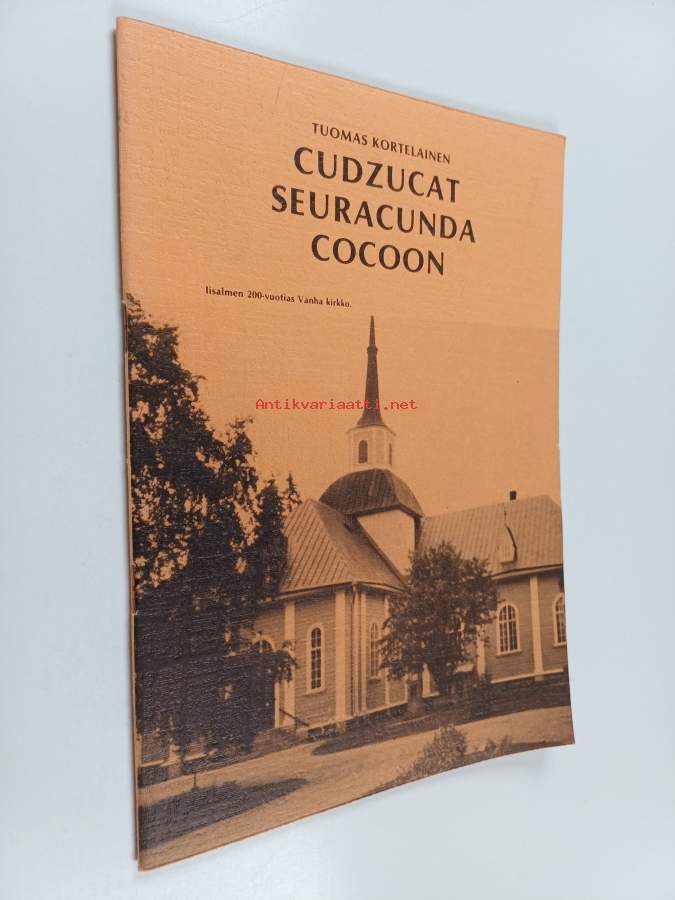 TUOMAS KORTELAINEN
CUDZUCAT
SEURACUNDA
COCOON
Iisalmen 200-vuotias Vanha kirkko.
Antikvariaatti.net